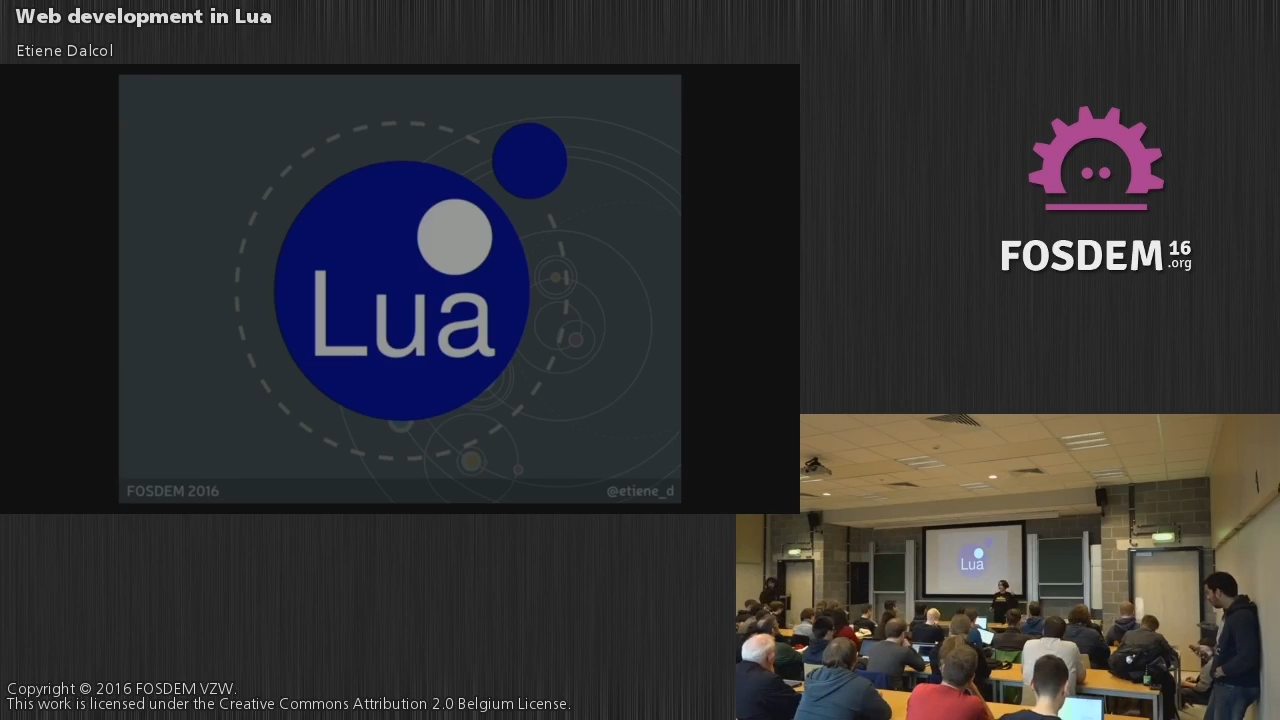 Web development in Lua
Etiene Dalcol
Lua
FOSDEM 2016
@etiene_d
FOSDEM 16
.org
Lua
Copyright © 2016 FOSDEM VZW.
This work is licensed under the Creative Commons Attribution 2.0 Belgium License.